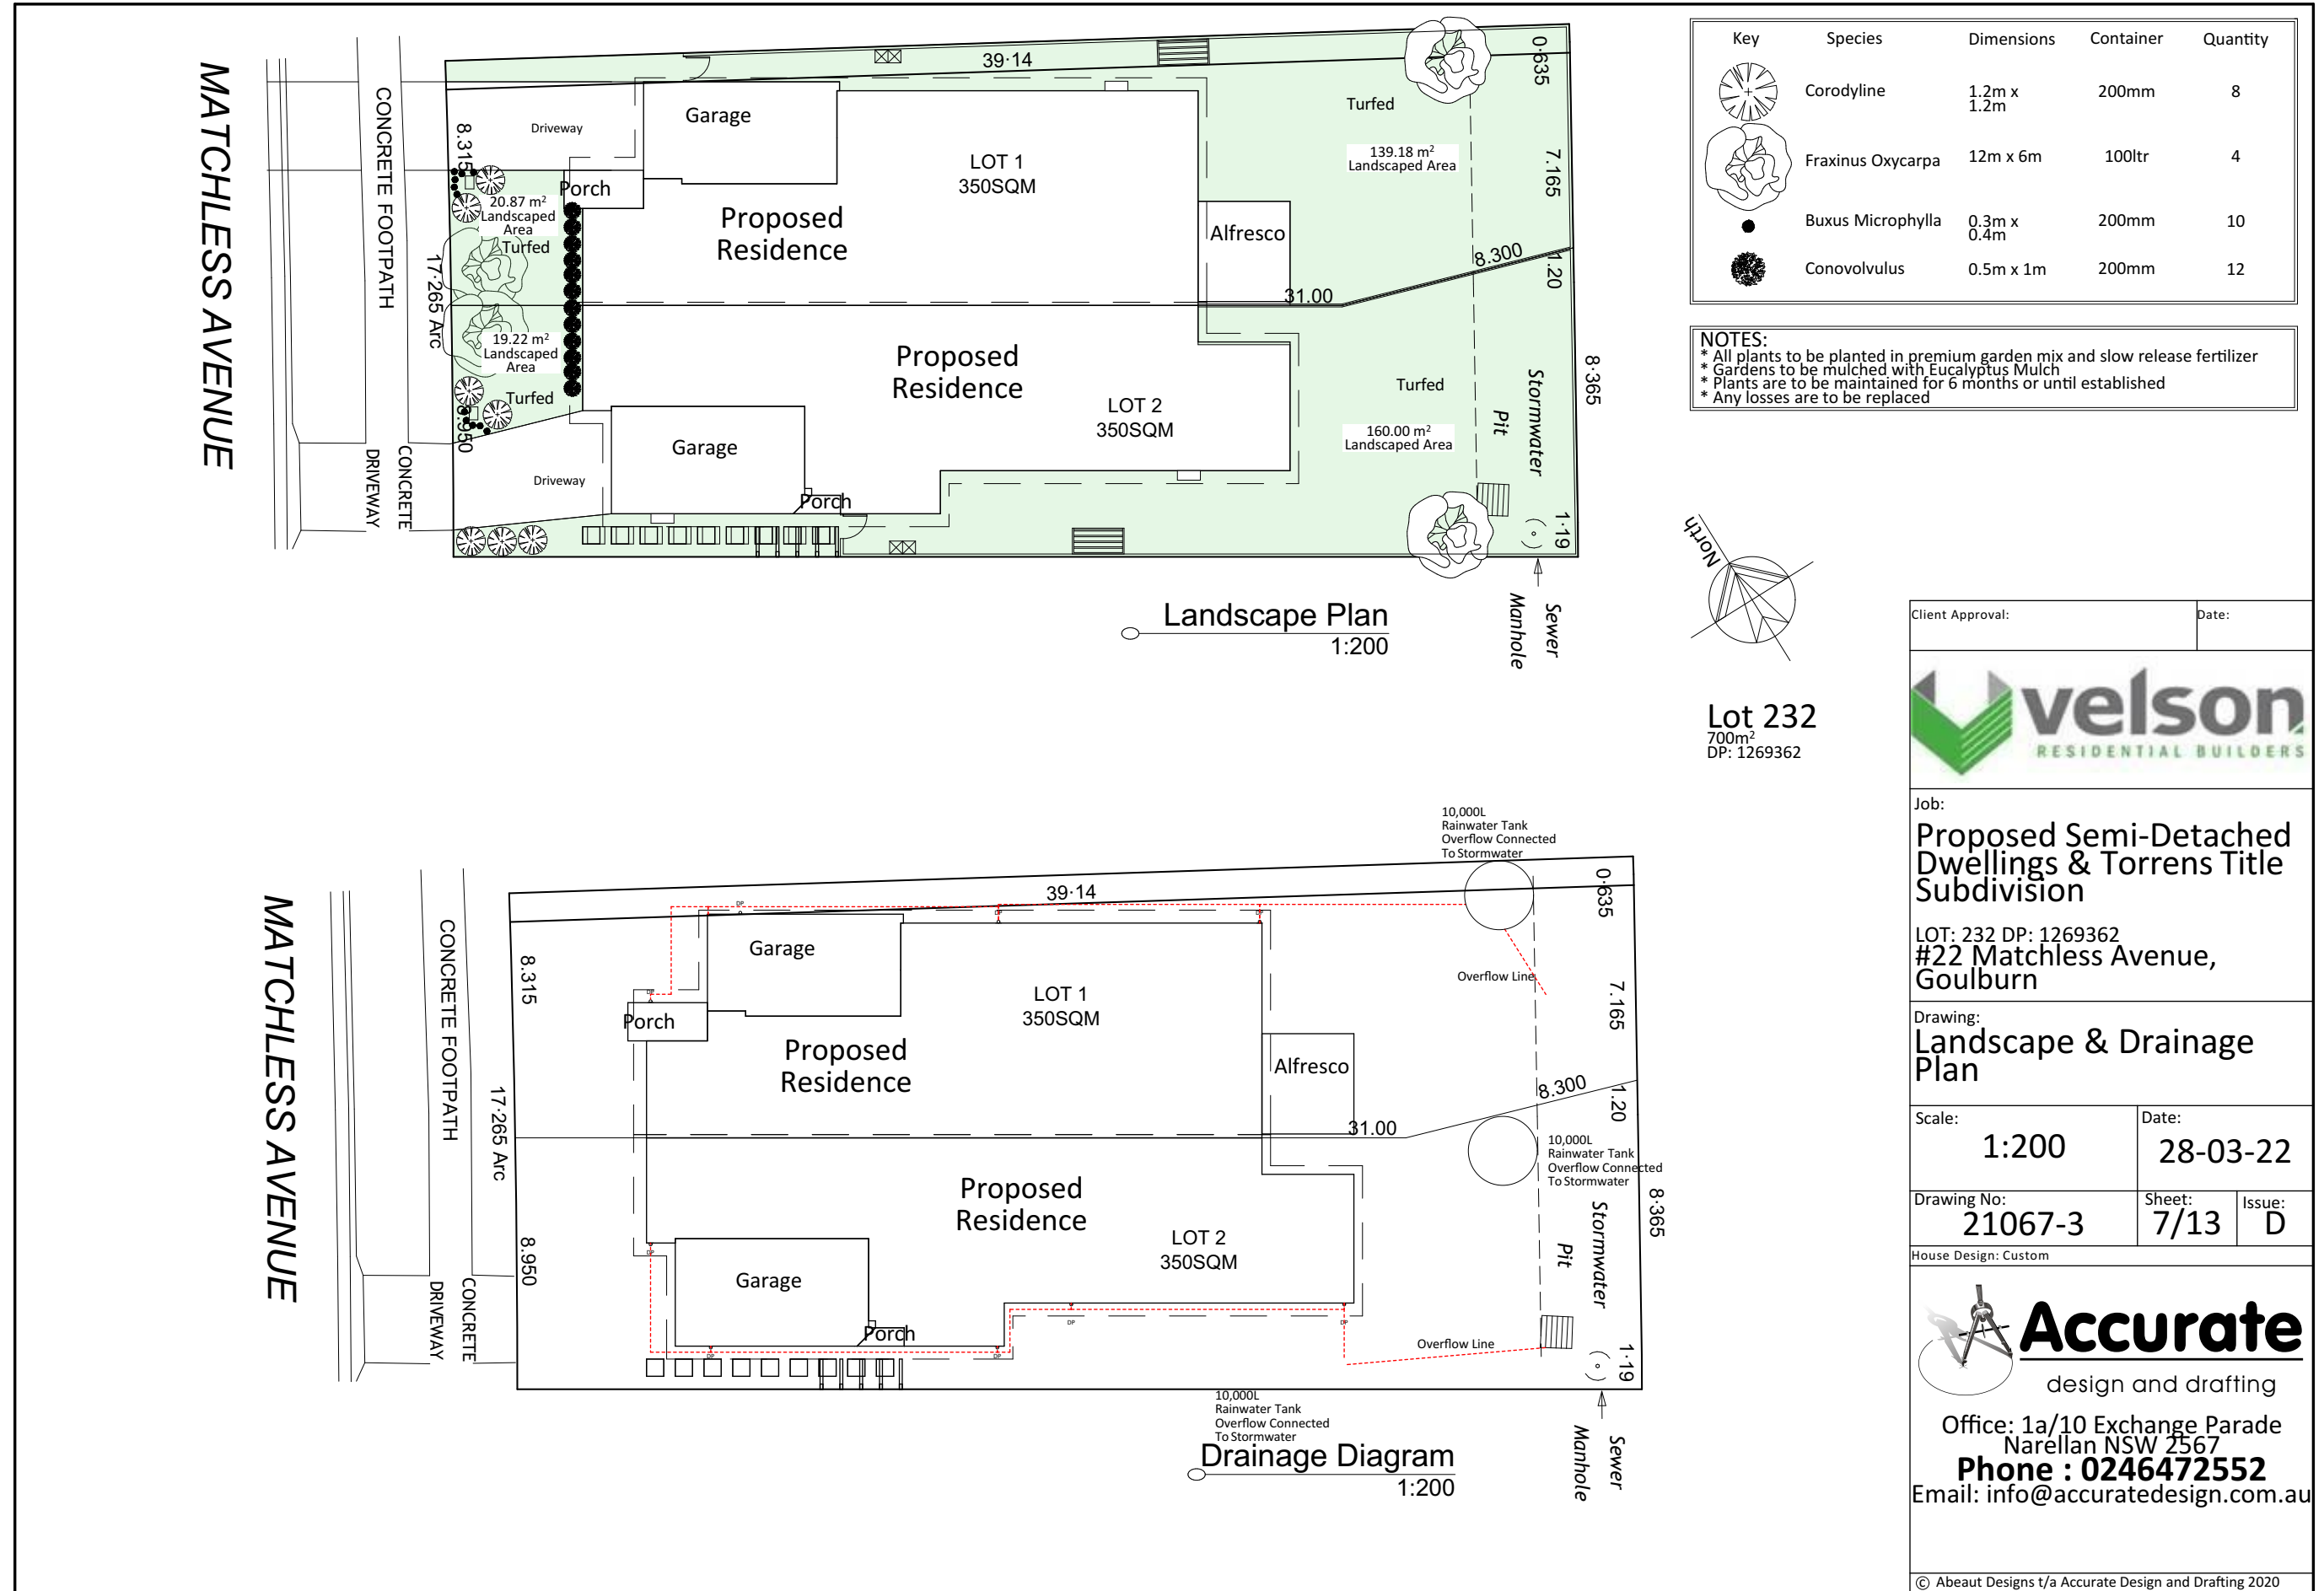 MATCHLESS AVENUE
CONCRETE FOOTPATH
CONCRETE
DRIVEWAY
39·14
0·635
8.315
Driveway
Garage
Turfed
LOT 1
350SQM
139.18 m²
Landscaped Area
7.165
Porch
20.87 m²
Landscaped
Area
Turfed
Proposed
Residence
Alfresco
8.300
1.20
17·265 Arc
31.00
19.22 m²
Landscaped
Area
Turfed
Proposed
Residence
8·365
Turfed
LOT 2
350SQM
160.00 m²
Landscaped Area
Stormwater
Pit
8.950
Garage
Driveway
Porch
1·19
Sewer
Manhole
Landscape Plan
1:200
Key Species Dimensions Container Quantity
Corodyline 1.2m x 1.2m 200mm 8
Fraxinus Oxycarpa 12m x 6m 100ltr 4
Buxus Microphylla 0.3m x 0.4m 200mm 10
Conovolvulus 0.5m x 1m 200mm 12
NOTES:
* All plants to be planted in premium garden mix and slow release fertilizer
* Gardens to be mulched with Eucalyptus Mulch
* Plants are to be maintained for 6 months or until established
* Any losses are to be replaced
North
Lot 232
700m²
DP: 1269362
10,000L
Rainwater Tank
Overflow Connected
To Stormwater
MATCHLESS AVENUE
CONCRETE FOOTPATH
CONCRETE
DRIVEWAY
39·14
0·635
DP
DP
DP
8.315
Garage
Overflow Line
DP
LOT 1
350SQM
7.165
Porch
Proposed
Residence
Alfresco
8.300
1.20
17·265 Arc
31.00
10,000L
Rainwater Tank
Overflow Connected
To Stormwater
Proposed
Residence
8·365
LOT 2
350SQM
Stormwater
Pit
8.950
DP
Garage
DP
DP
Porch
Overflow Line
DP
DP
1·19
10,000L
Rainwater Tank
Overflow Connected
To Stormwater
Sewer
Manhole
Drainage Diagram
1:200
Client Approval:
Date:
velson
RESIDENTIAL BUILDERS
Job:
Proposed Semi-Detached
Dwellings & Torrens Title
Subdivision
LOT: 232 DP: 1269362
#22 Matchless Avenue,
Goulburn
Drawing:
Landscape & Drainage
Plan
Scale:
1:200
Date:
28-03-22
Drawing No:
21067-3
Sheet:
7/13
Issue:
D
House Design: Custom
Accurate
design and drafting
Office: 1a/10 Exchange Parade
Narellan NSW 2567
Phone : 0246472552
Email: info@accuratedesign.com.au
© Abeaut Designs t/a Accurate Design and Drafting 2020